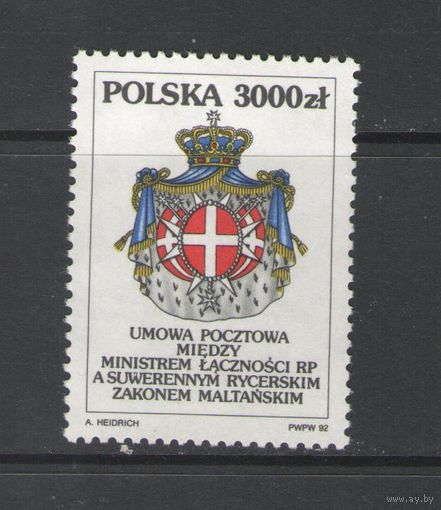 POLSKA 3000zł
UMOWA POCZTOWA
MIĘDZY
MINISTREM ŁĄCZNOŚCI RP
A SUWERENNYM RYCERSKIM
ZAKONEM MALTAŃSKIM
A. HEIDRICH PWPW 92
www.ay.by